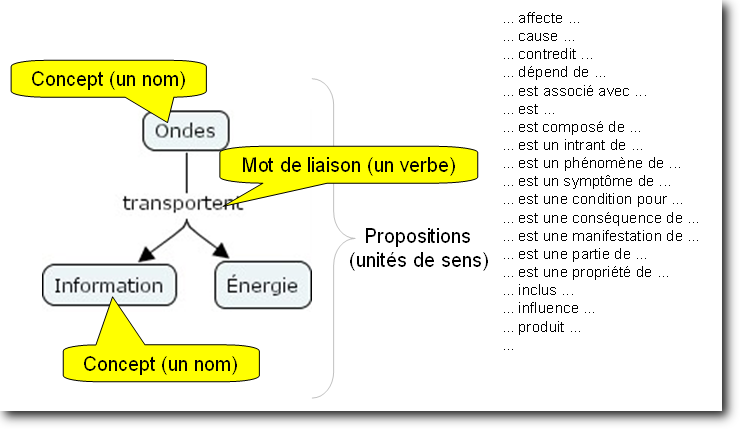 Concept (un nom)
Ondes
Mot de liaison (un verbe)
transportent
Information
Énergie
Concept (un nom)
Propositions
(unités de sens)
... affecte ...
... cause ...
... contredit ...
... dépend de ...
... est associé avec ...
... est ...
... est composé de ...
... est un intrant de ...
... est un phénomène de ...
... est un symptôme de ...
... est une condition pour ...
... est une conséquence de ...
... est une manifestation de ...
... est une partie de ...
... est une propriété de ...
... inclus ...
... influence ...
... produit ...
...